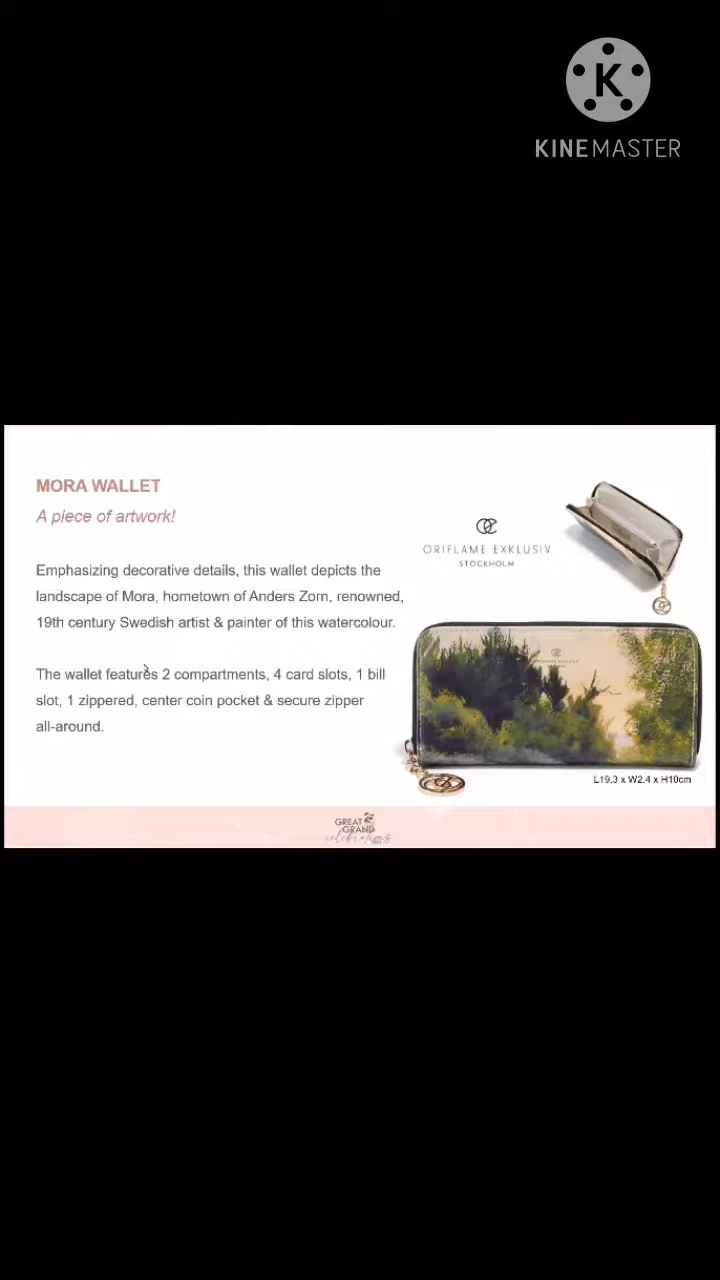 KINEMASTER
MORA WALLET
A piece of artwork!
ORIFLAME EXKLUSIV
STOCKHOLM
Emphasizing decorative details, this wallet depicts the
landscape of Mora, hometown of Anders Zorn, renowned,
19th century Swedish artist & painter of this watercolour.
The wallet features 2 compartments, 4 card slots, 1 bill
slot, 1 zippered, center coin pocket & secure zipper
all-around.
L19.3 x W2.4 x H10cm
GREAT
GRAND
celebrations